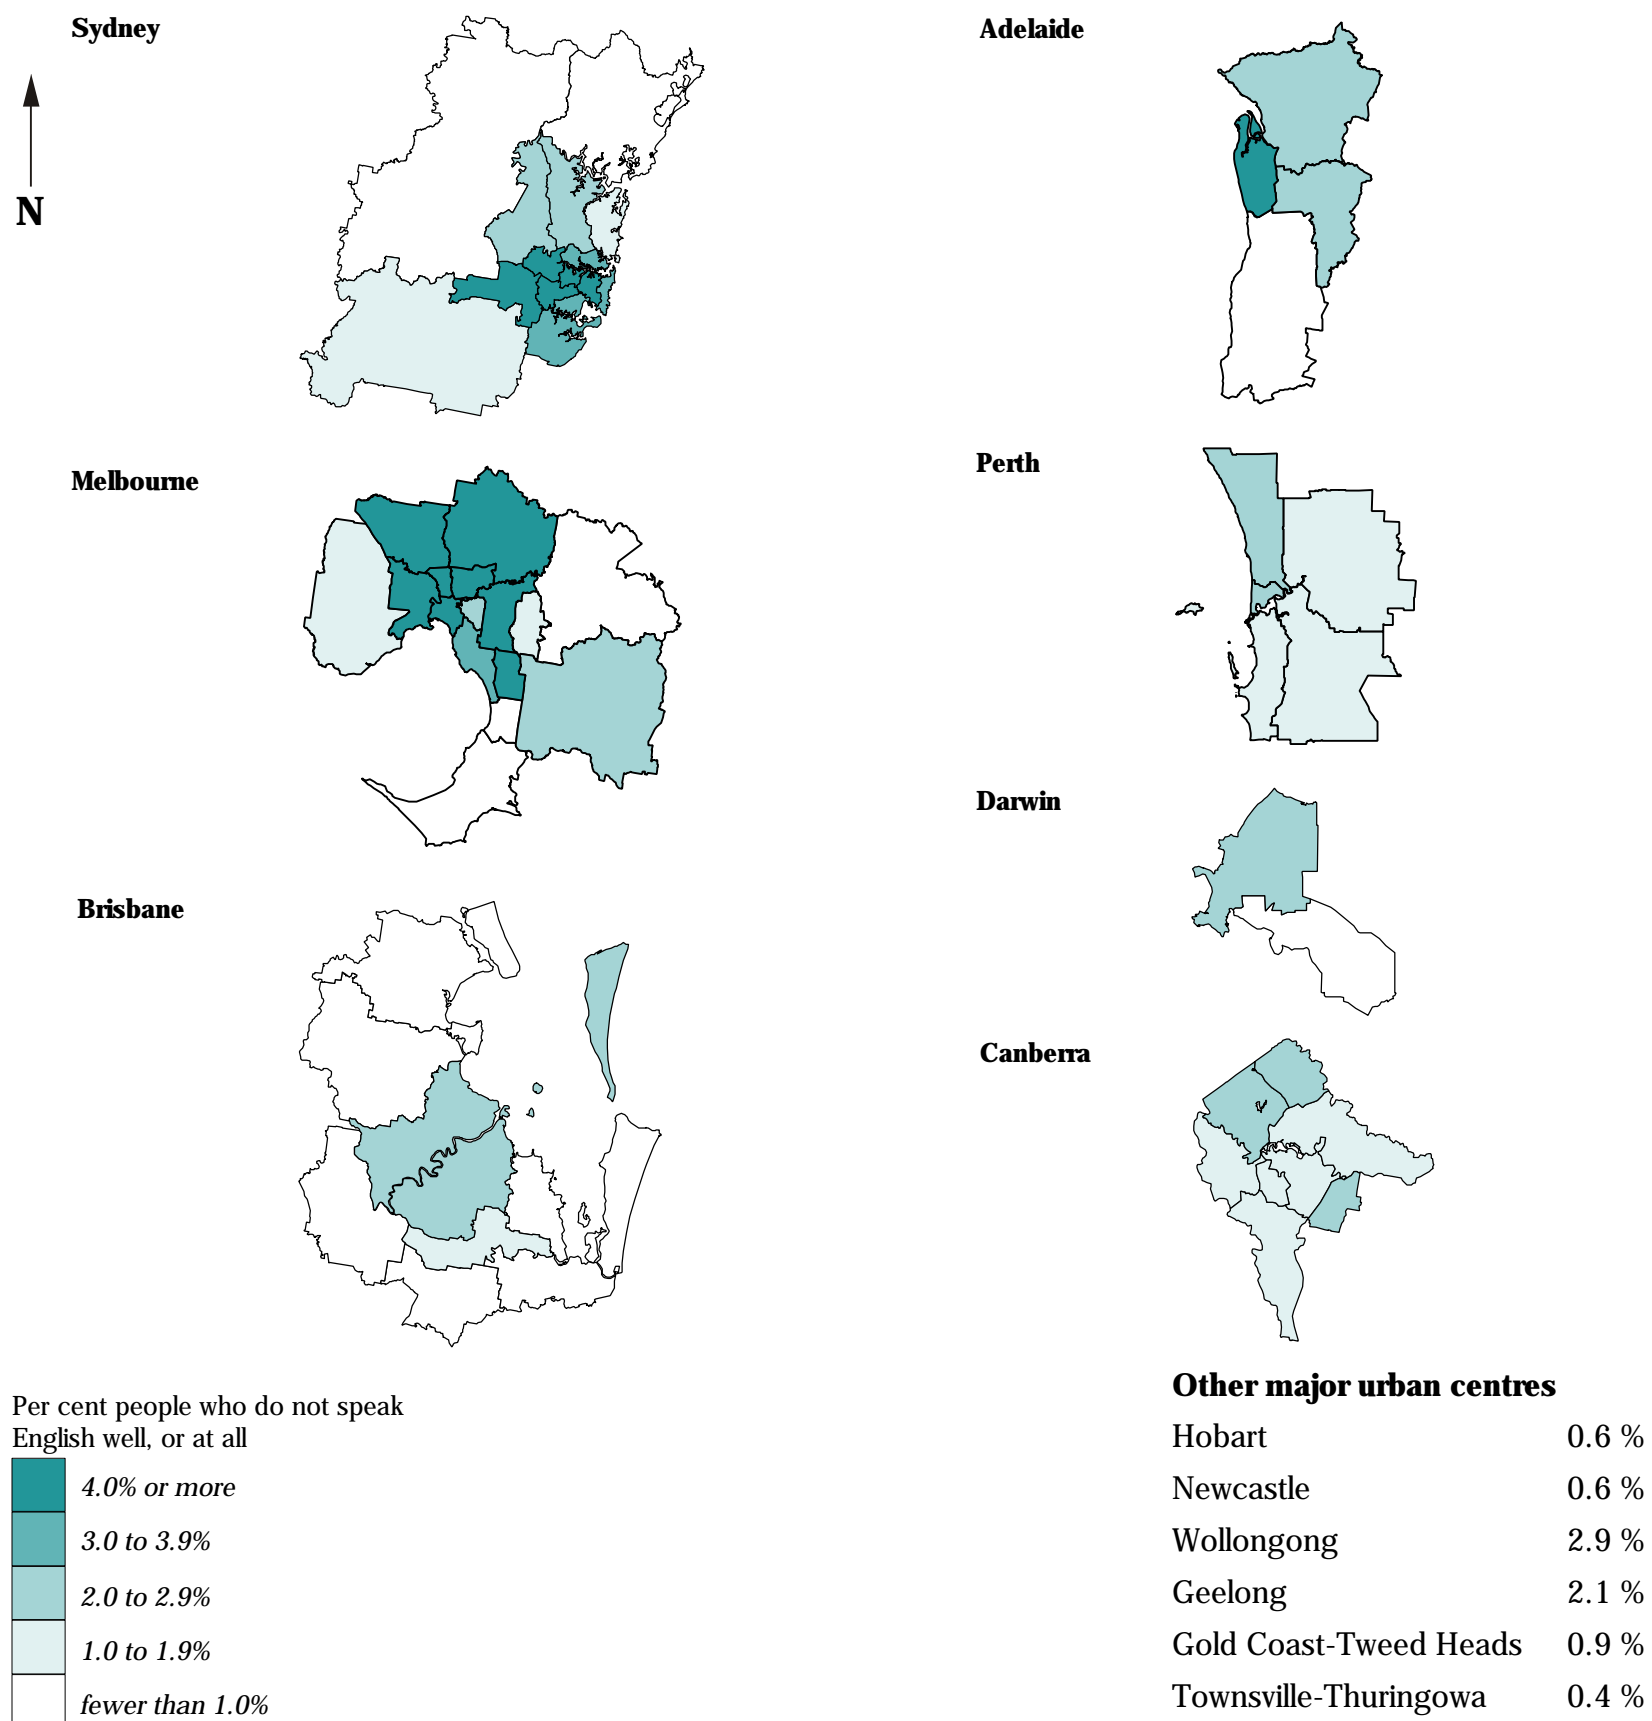 Sydney
N
Melbourne
Brisbane
Adelaide
Perth
Darwin
Canberra
Per cent people who do not speak
English well, or at all
4.0% or more
3.0 to 3.9%
2.0 to 2.9%
1.0 to 1.9%
fewer than 1.0%
Other major urban centres
Hobart 0.6 %
Newcastle 0.6 %
Wollongong 2.9 %
Geelong 2.1 %
Gold Coast-Tweed Heads 0.9 %
Townsville-Thuringowa 0.4 %